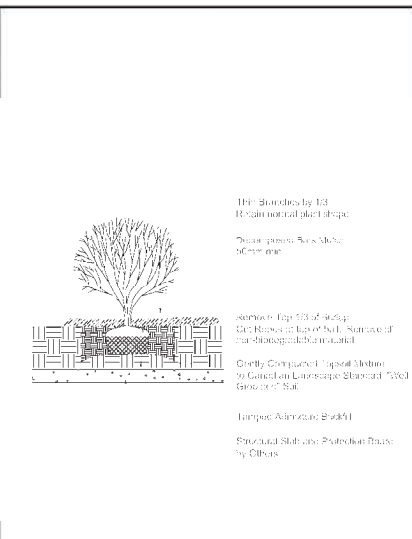 Thin Branches by 1/3
Retain normal plant shape
Decomposed Bark Mulch
50mm min
Remove Top 1/3 of Burlap
Cut Ropes at top of Ball. Remove all
non-biodegradable material
Gently Compacted Topsoil Mixture
to Canadian Landscape Standard "Well
Groomed" Soil
Tamped Admixture Backfill
Structural Slab and Protection Board
by Others